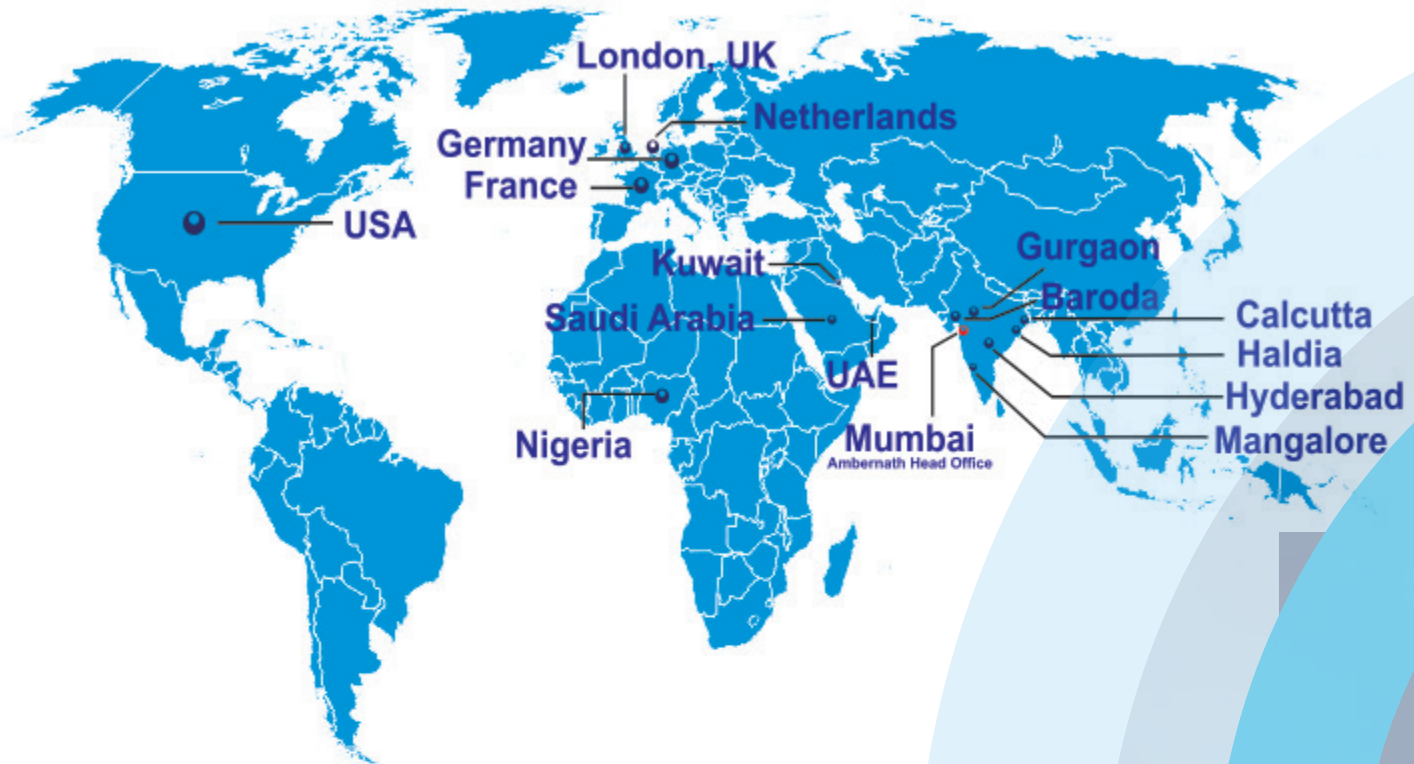 London, UK
Netherlands
Germany
France
USA
Gurgaon
Kuwait
Baroda
Saudi Arabia
Calcutta
Haldia
UAE
Hyderabad
Nigeria
Mumbai
Ambernath Head Office
Mangalore